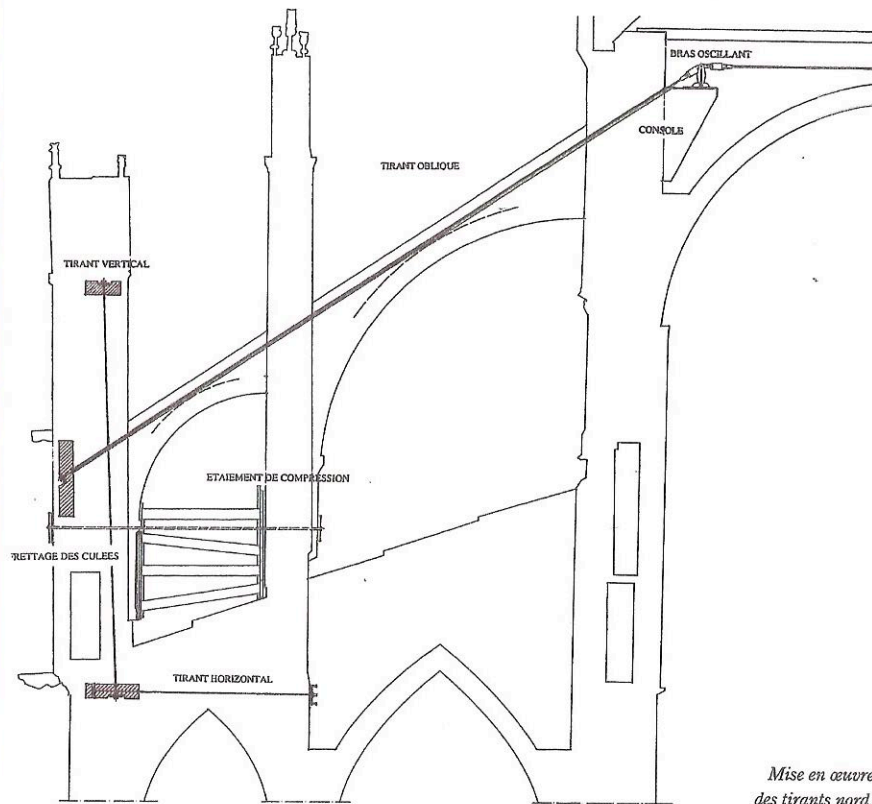 BRAS OSCILLANT
CONSOLE
TIRANT OBLIQUE
TIRANT VERTICAL
ETAIEMENT DE COMPRESSION
RETTAGE DES CULEES
TIRANT HORIZONTAL
Mise en œuvre
des tirants nord